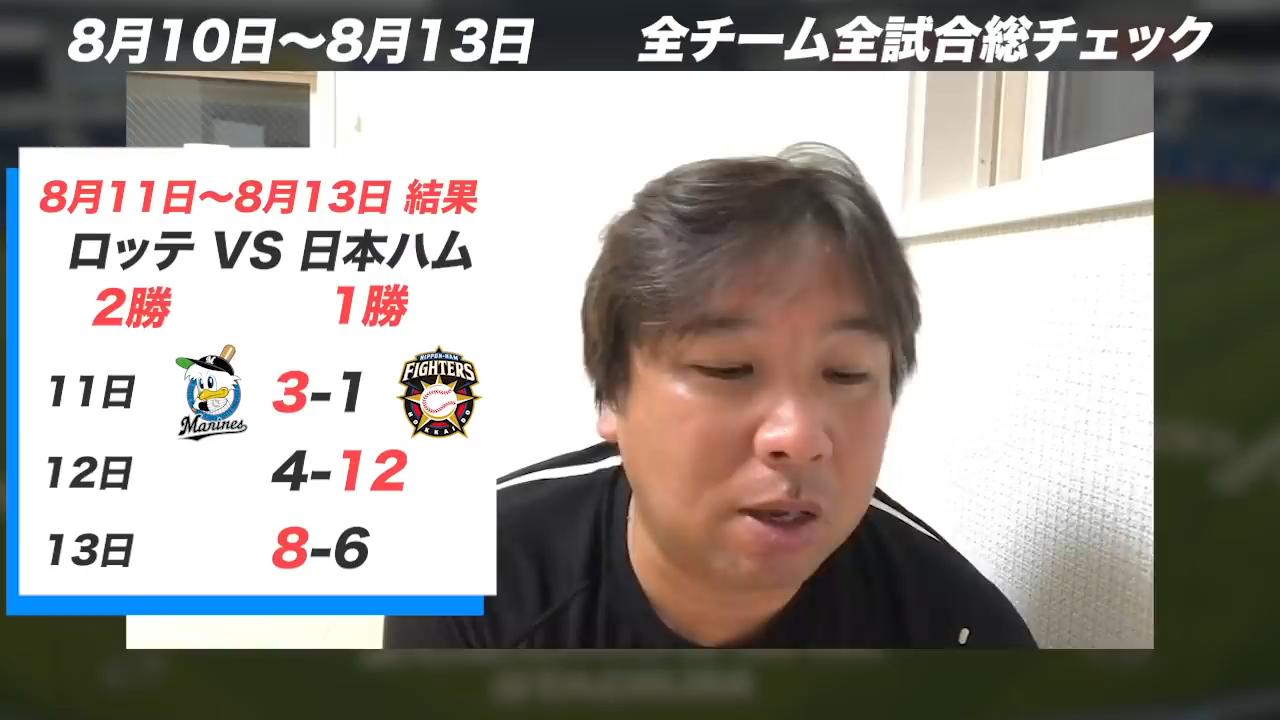 8月10日〜8月13日 全チーム全試合総チェック
8月11日〜8月13日 結果
ロッテ VS 日本ハム
2勝 1勝
11日 3-1
M
Marines
NIPPON-HAM
FIGHTERS
HOKKAIDO
12日 4-12
13日 8-6